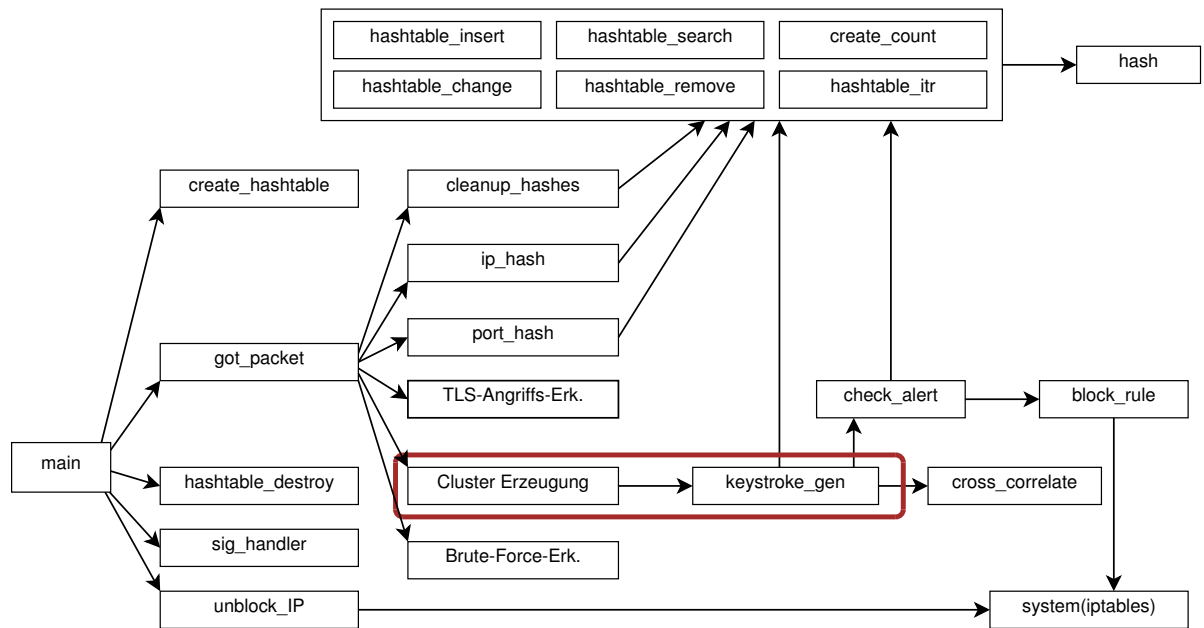 hashtable_insert
hashtable_search
create_count
hashtable_change
hashtable_remove
hashtable_itr
hash
create_hashtable
cleanup_hashes
ip_hash
port_hash
got_packet
TLS-Angriffs-Erk.
check_alert
block_rule
main
hashtable_destroy
Cluster Erzeugung
keystroke_gen
cross_correlate
sig_handler
Brute-Force-Erk.
unblock_IP
system(iptables)